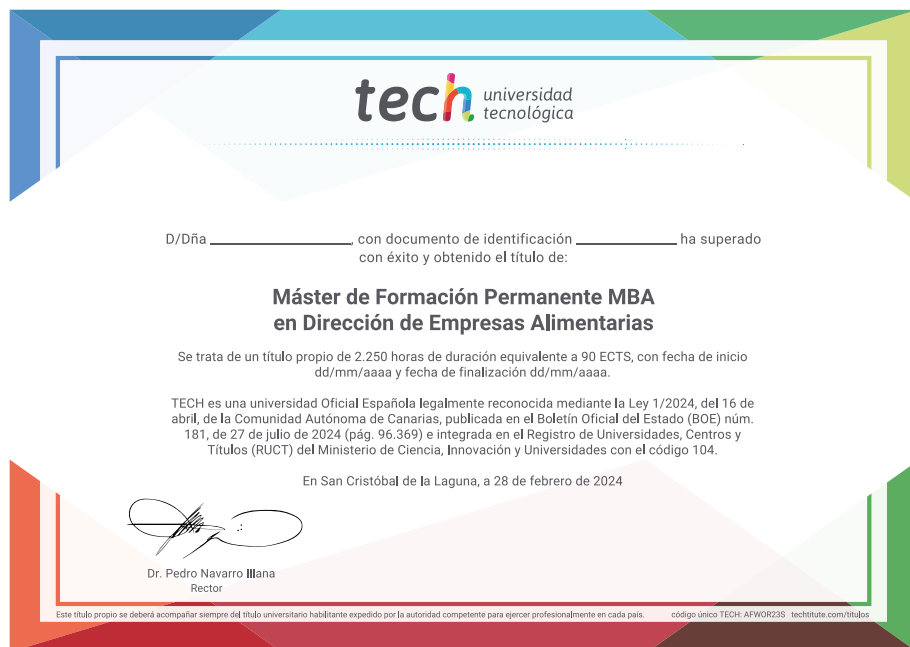 tech universidad
tecnológica
D/Dña ____________________, con documento de identificación ______________ ha superado
con éxito y obtenido el título de:
Máster de Formación Permanente MBA
en Dirección de Empresas Alimentarias
Se trata de un título propio de 2.250 horas de duración equivalente a 90 ECTS, con fecha de inicio
dd/mm/aaaa y fecha de finalización dd/mm/aaaa.
TECH es una universidad Oficial Española legalmente reconocida mediante la Ley 1/2024, del 16 de
abril, de la Comunidad Autónoma de Canarias, publicada en el Boletín Oficial del Estado (BOE) núm.
181, de 27 de julio de 2024 (pág. 96.369) e integrada en el Registro de Universidades, Centros y
Títulos (RUCT) del Ministerio de Ciencia, Innovación y Universidades con el código 104.
En San Cristóbal de la Laguna, a 28 de febrero de 2024
Dr. Pedro Navarro Illana
Rector
Este título propio se deberá acompañar siempre del título universitario habilitante expedido por la autoridad competente para ejercer profesionalmente en cada país. código único TECH: AFWOR23S techtitute.com/titulos